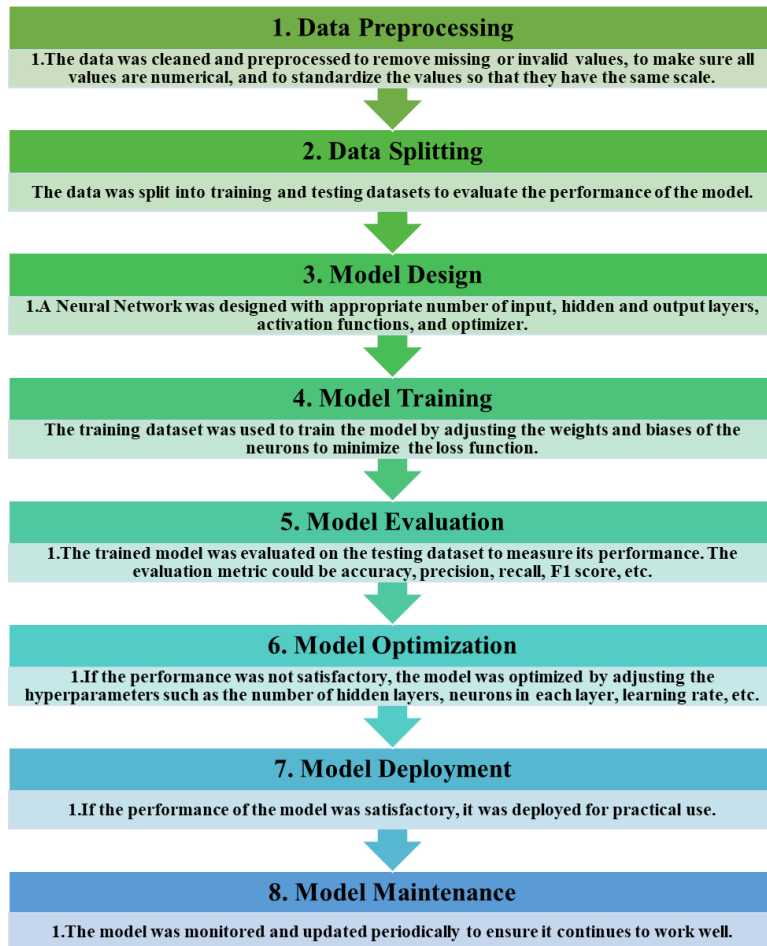 1. Data Preprocessing
1.The data was cleaned and preprocessed to remove missing or invalid values, to make sure all
values are numerical, and to standardize the values so that they have the same scale.
2. Data Splitting
The data was split into training and testing datasets to evaluate the performance of the model.
3. Model Design
1.A Neural Network was designed with appropriate number of input, hidden and output layers,
activation functions, and optimizer.
4. Model Training
The training dataset was used to train the model by adjusting the weights and biases of the
neurons to minimize the loss function.
5. Model Evaluation
1.The trained model was evaluated on the testing dataset to measure its performance. The
evaluation metric could be accuracy, precision, recall, F1 score, etc.
6. Model Optimization
1.If the performance was not satisfactory, the model was optimized by adjusting the
hyperparameters such as the number of hidden layers, neurons in each layer, learning rate, etc.
7. Model Deployment
1.If the performance of the model was satisfactory, it was deployed for practical use.
8. Model Maintenance
1.The model was monitored and updated periodically to ensure it continues to work well.